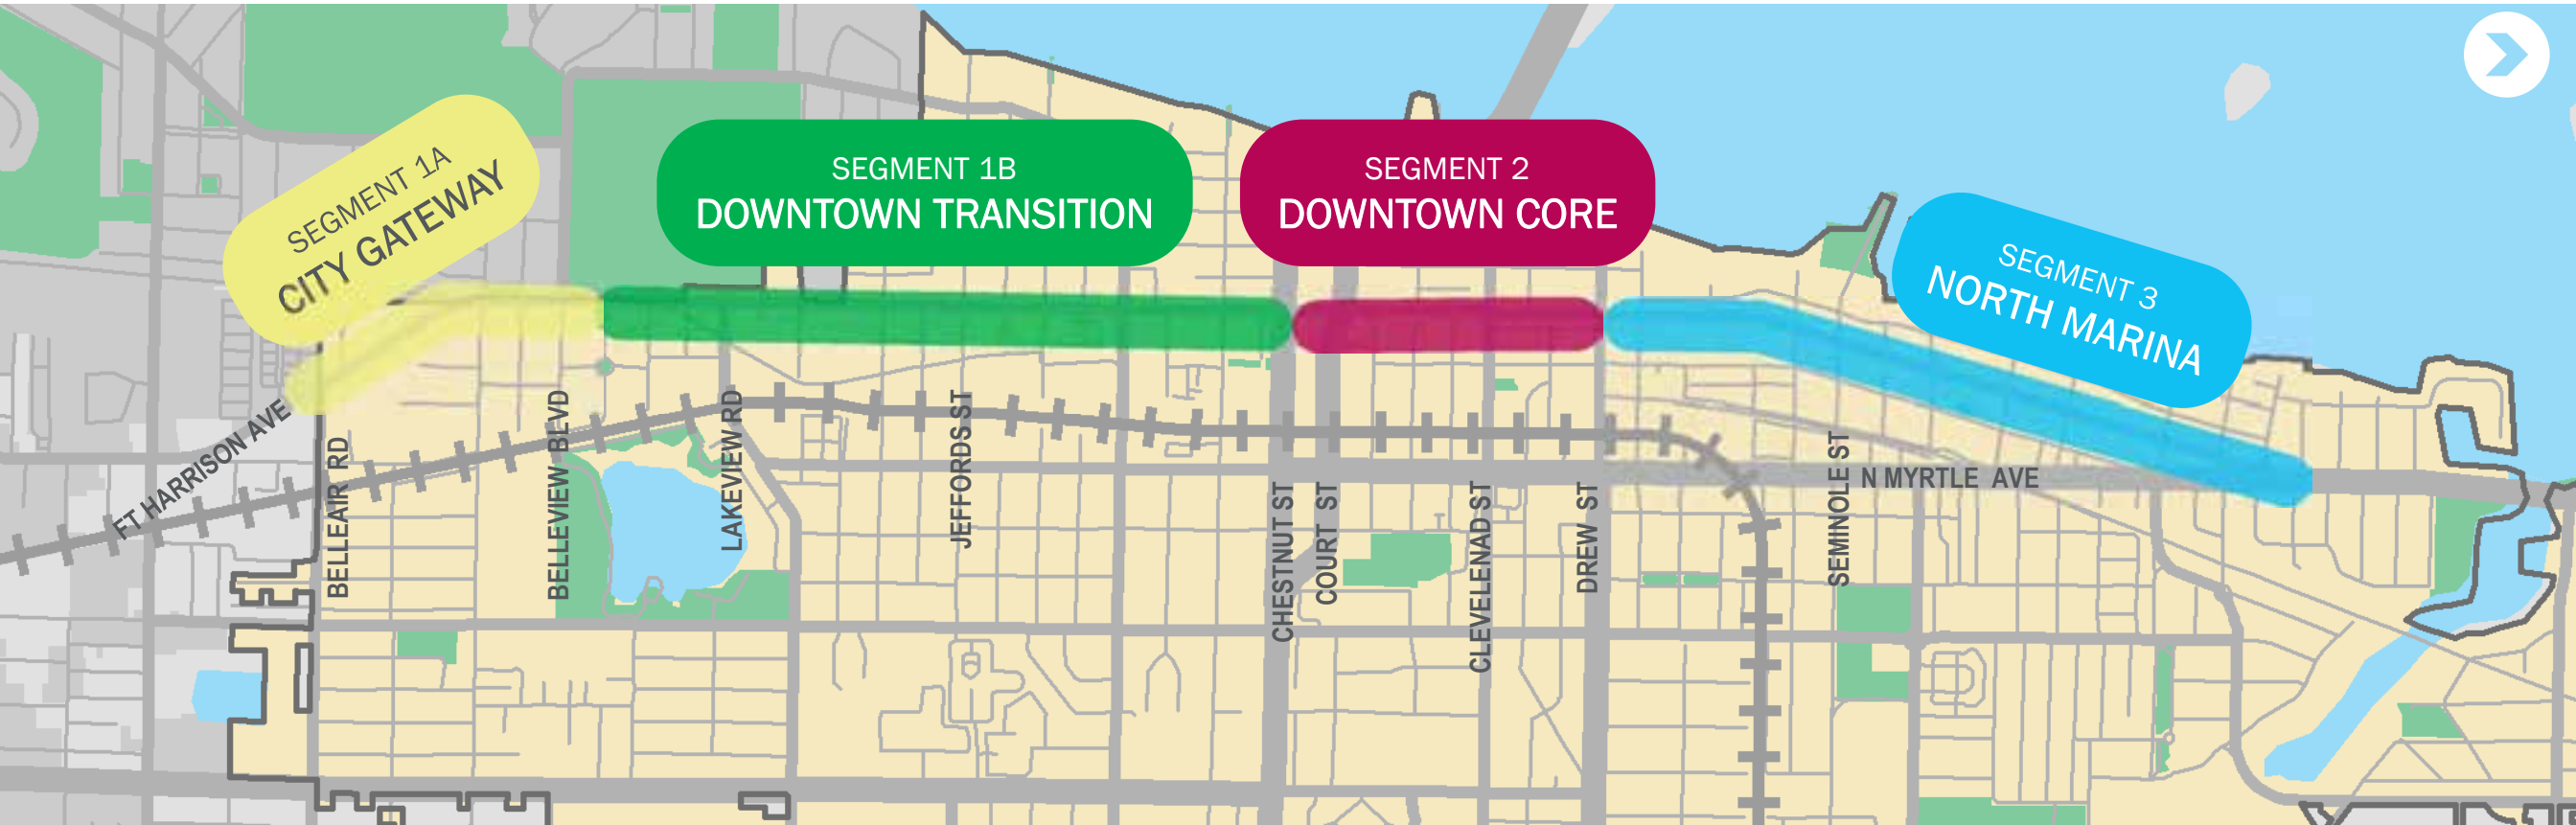 SEGMENT 1A
CITY GATEWAY
SEGMENT 1B
DOWNTOWN TRANSITION
SEGMENT 2
DOWNTOWN CORE
SEGMENT 3
NORTH MARINA
FT HARRISON AVE
BELLEAIR RD
BELLEVIEW BLVD
LAKEVIEW RD
JEFFORDS ST
CHESTNUT ST
COURT ST
CLEVELENAD ST
DREW ST
SEMINOLE ST
N MYRTLE AVE